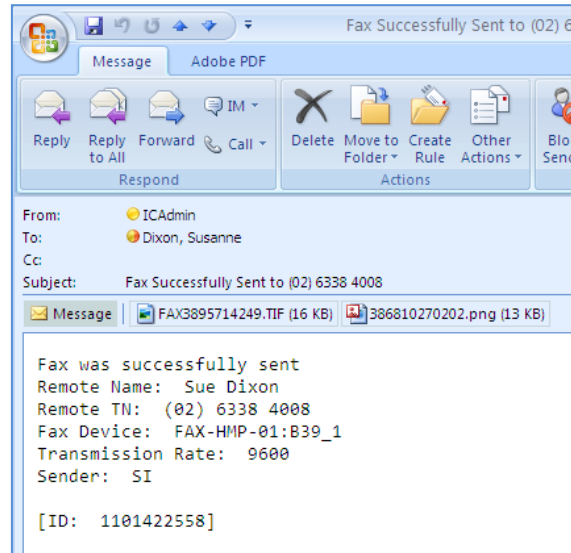 Fax Successfully Sent to (02) 6
Message Adobe PDF
Reply Reply to All Forward IM Call Delete Move to Folder Create Rule Other Actions
Respond Actions
From: ICAdmin
To: Dixon, Susanne
Cc:
Subject: Fax Successfully Sent to (02) 6338 4008
Message FAX3895714249.TIF (16 KB) 386810270202.png (13 KB)
Fax was successfully sent
Remote Name: Sue Dixon
Remote TN: (02) 6338 4008
Fax Device: FAX-HMP-01:B39_1
Transmission Rate: 9600
Sender: SI
[ID: 1101422558]